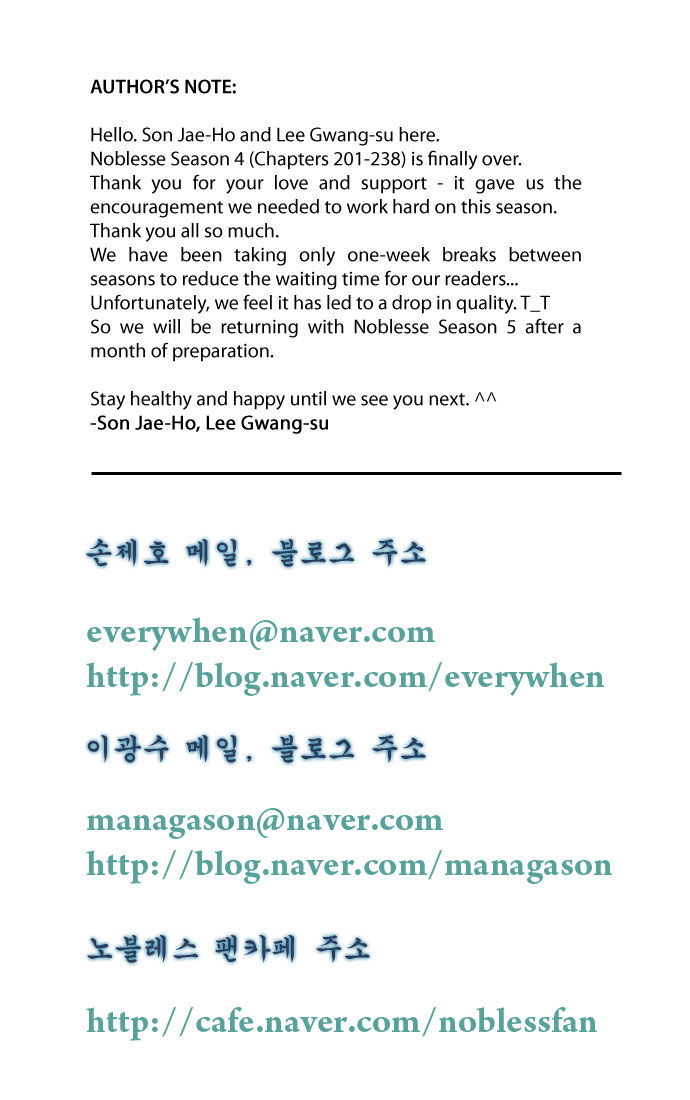 AUTHOR’S NOTE:
Hello. Son Jae-Ho and Lee Gwang-su here.
Noblesse Season 4 (Chapters 201-238) is finally over.
Thank you for your love and support - it gave us the
encouragement we needed to work hard on this season.
Thank you all so much.
We have been taking only one-week breaks between
seasons to reduce the waiting time for our readers...
Unfortunately, we feel it has led to a drop in quality. T_T
So we will be returning with Noblesse Season 5 after a
month of preparation.
Stay healthy and happy until we see you next. ^^
-Son Jae-Ho, Lee Gwang-su
손제호 메일, 블로그 주소
everywhen@naver.com
http://blog.naver.com/everywhen
이광수 메일, 블로그 주소
managason@naver.com
http://blog.naver.com/managason
노블레스 팬카페 주소
http://cafe.naver.com/noblessfan